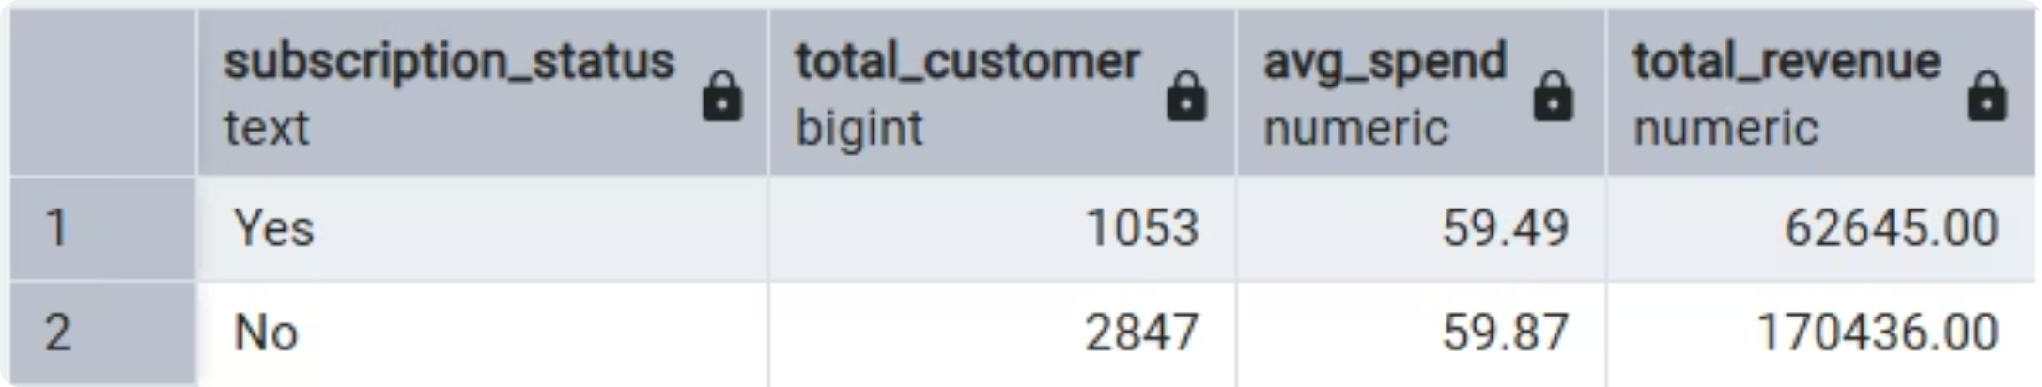 subscription_status total_customer avg_spend total_revenue
text bigint numeric numeric
1 Yes 1053 59.49 62645.00
2 No 2847 59.87 170436.00